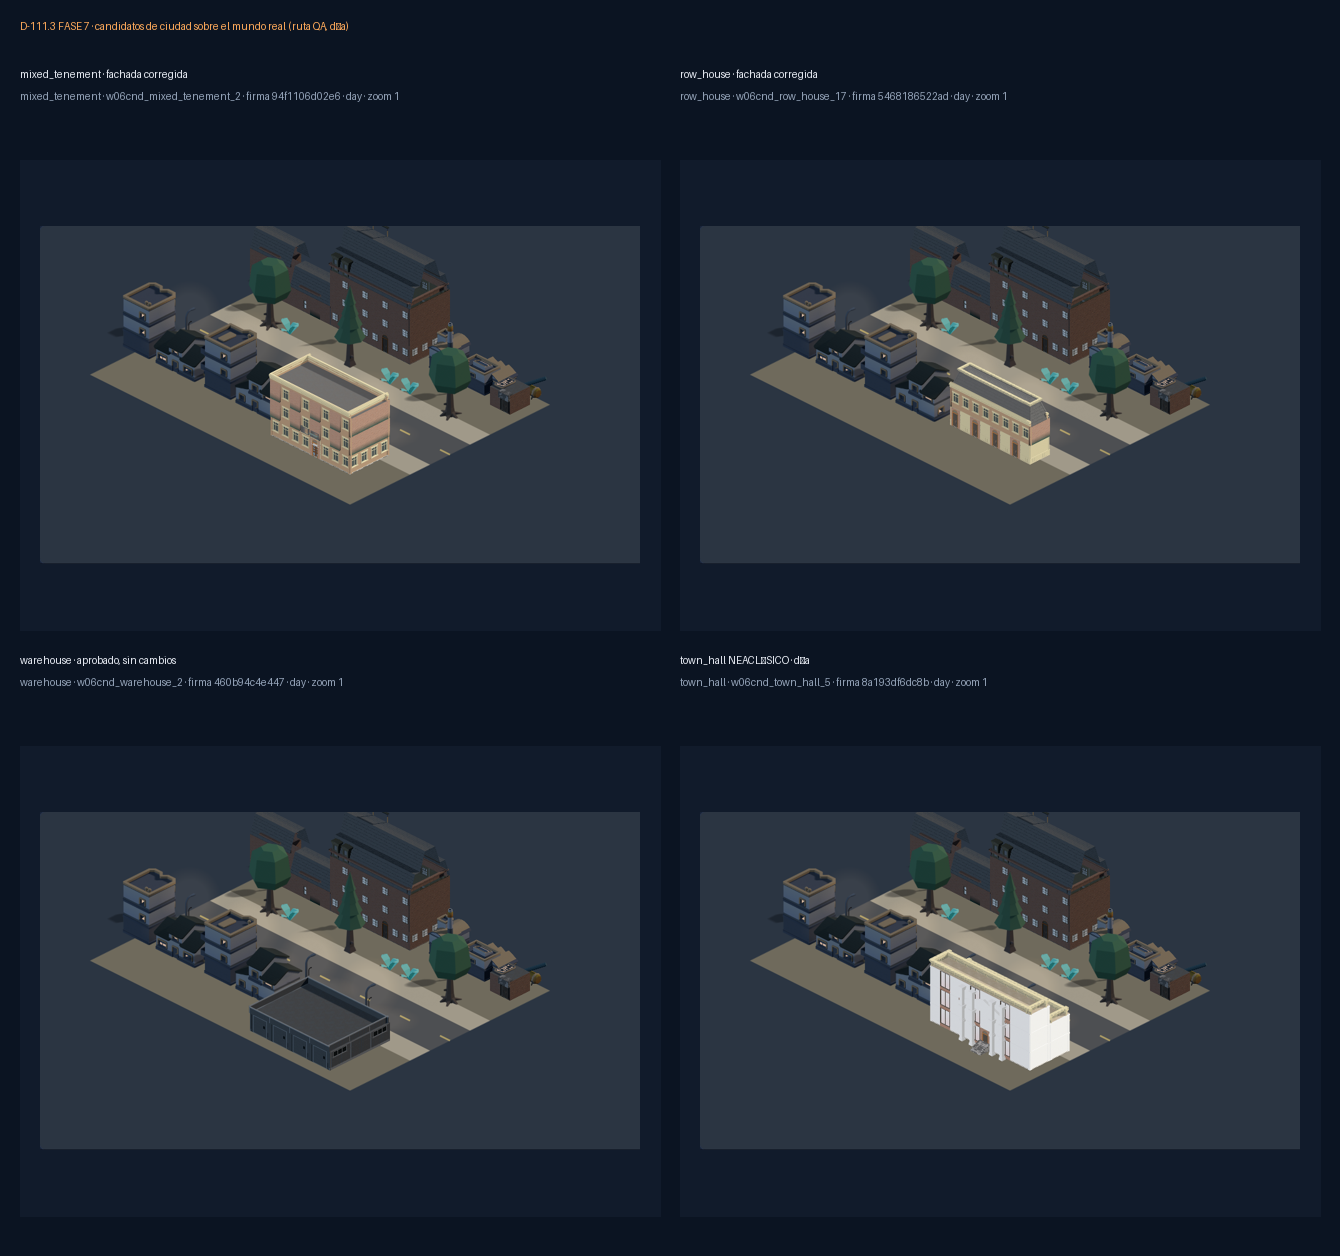 D-111.3 FASE 7 · candidatos de ciudad sobre el mundo real (ruta QA, d□a)
mixed_tenement · fachada corregida
mixed_tenement · w06cnd_mixed_tenement_2 · firma 94f1106d02e6 · day · zoom 1
row_house · fachada corregida
row_house · w06cnd_row_house_17 · firma 5468186522ad · day · zoom 1
warehouse · aprobado, sin cambios
warehouse · w06cnd_warehouse_2 · firma 460b94c4e447 · day · zoom 1
town_hall NEACL□SICO · d□a
town_hall · w06cnd_town_hall_5 · firma 8a193df6dc8b · day · zoom 1